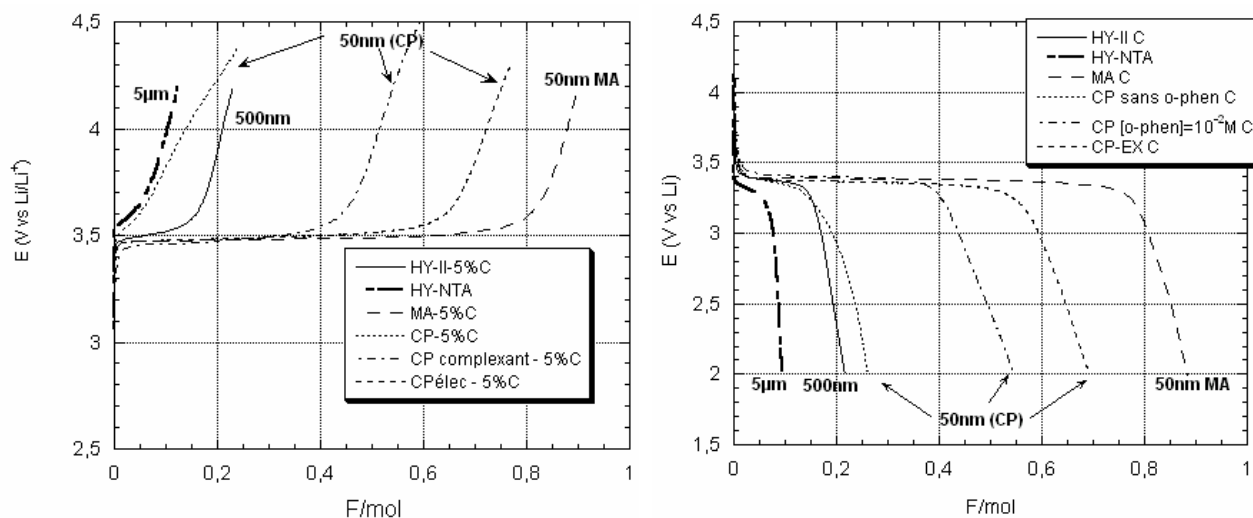 4,5
4
3,5
3
2,5
E (V vs Li/Li⁺)
50nm (CP)
50nm MA
5µm
500nm
HY-II-5%C
HY-NTA
MA-5%C
CP-5%C
CP complexant - 5%C
CPélec - 5%C
0
0,2
0,4
0,6
0,8
1
F/mol
4,5
4
3,5
3
2,5
2
1,5
E (V vs Li)
HY-II C
HY-NTA
MA C
CP sans o-phen C
CP [o-phen]=10⁻²M C
CP-EX C
5µm
500nm
50nm (CP)
50nm MA
0
0,2
0,4
0,6
0,8
1
F/mol